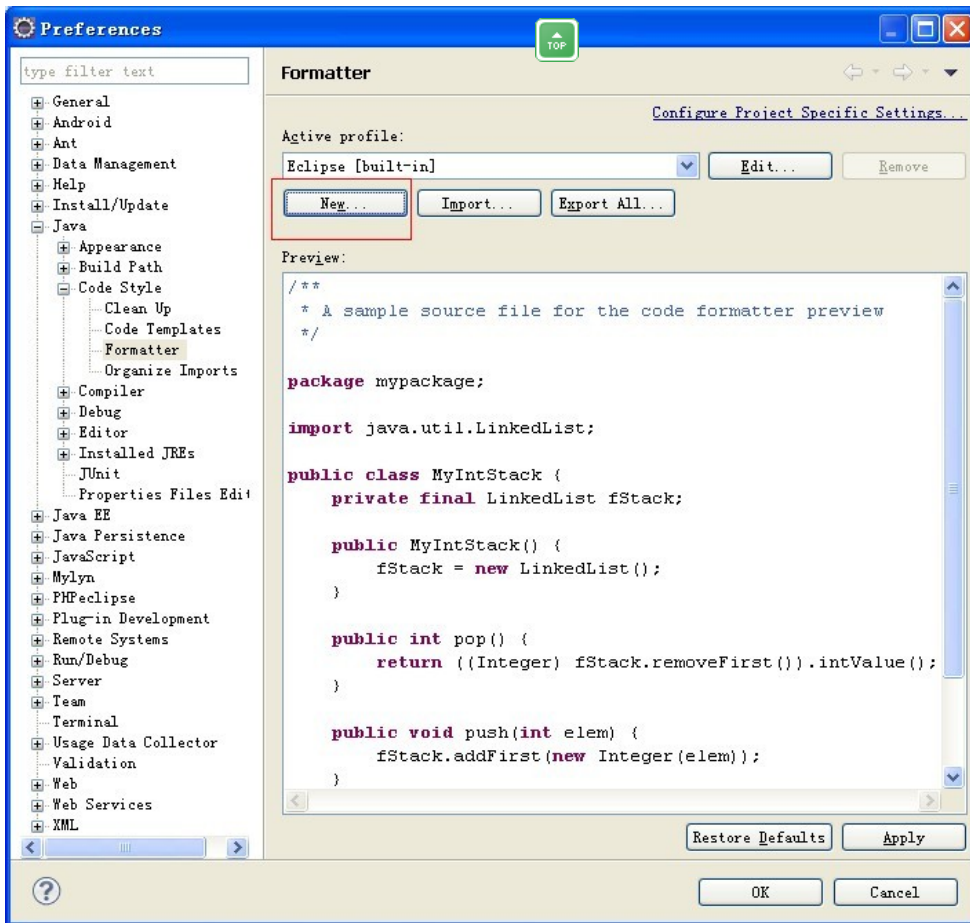 Preferences
TOP
type filter text
General
Android
Ant
Data Management
Help
Install/Update
Java
Appearance
Build Path
Code Style
Clean Up
Code Templates
Formatter
Organize Imports
Compiler
Debug
Editor
Installed JREs
JUnit
Properties Files Edit
Java EE
Java Persistence
JavaScript
Mylyn
PHPeclipse
Plug-in Development
Remote Systems
Run/Debug
Server
Team
Terminal
Usage Data Collector
Validation
Web
Web Services
XML
Formatter
Configure Project Specific Settings...
Active profile:
Eclipse [built-in]
Edit...
Remove
New...
Import...
Export All...
Preview:
/**
 * A sample source file for the code formatter preview
 */
package mypackage;
import java.util.LinkedList;
public class MyIntStack {
private final LinkedList fStack;
public MyIntStack() {
fStack = new LinkedList();
}
public int pop() {
return ((Integer) fStack.removeFirst()).intValue();
}
public void push(int elem) {
fStack.addFirst(new Integer(elem));
}
Restore Defaults
Apply
?
OK
Cancel